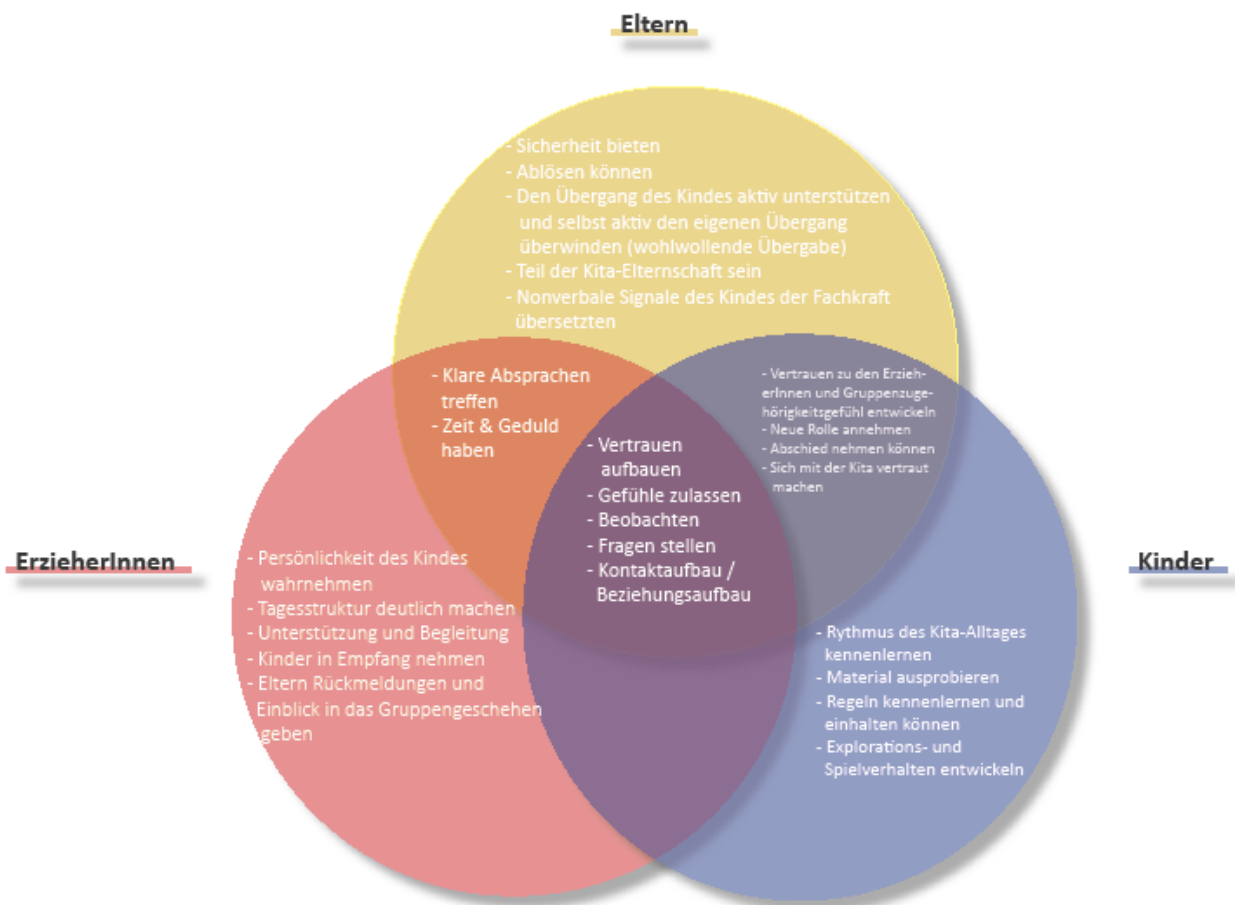 Eltern
- Sicherheit bieten
- Ablösen können
- Den Übergang des Kindes aktiv unterstützen
und selbst aktiv den eigenen Übergang
überwinden (wohlwollende Übergabe)
- Teil der Kita-Elternschaft sein
- Nonverbale Signale des Kindes der Fachkraft
übersetzten
- Klare Absprachen
treffen
- Zeit & Geduld
haben
- Vertrauen zu den Erzieh-
erInnen und Gruppenzuge-
hörigkeitsgefühl entwickeln
- Neue Rolle annehmen
- Abschied nehmen können
- Sich mit der Kita vertraut
machen
- Vertrauen
aufbauen
- Gefühle zulassen
- Beobachten
- Fragen stellen
- Kontaktaufbau /
Beziehungsaufbau
ErzieherInnen
- Persönlichkeit des Kindes
wahrnehmen
- Tagesstruktur deutlich machen
- Unterstützung und Begleitung
- Kinder in Empfang nehmen
- Eltern Rückmeldungen und
Einblick in das Gruppengeschehen
geben
Kinder
- Rythmus des Kita-Alltages
kennenlernen
- Material ausprobieren
- Regeln kennenlernen und
einhalten können
- Explorations- und
Spielverhalten entwickeln